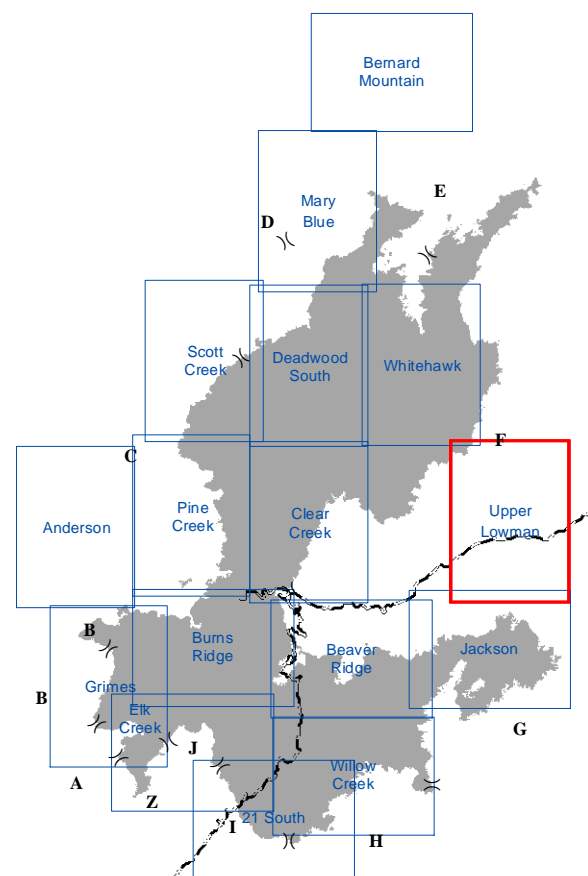 Bernard
Mountain
E
Mary
Blue
D
Scott
Creek
Deadwood
South
Whitehawk
F
C
Pine
Creek
Clear
Creek
Upper
Lowman
Anderson
B
Burns
Ridge
Beaver
Ridge
Jackson
B
Grimes
Elk
Creek
G
J
Willow
Creek
A
Z
I
21 South
H